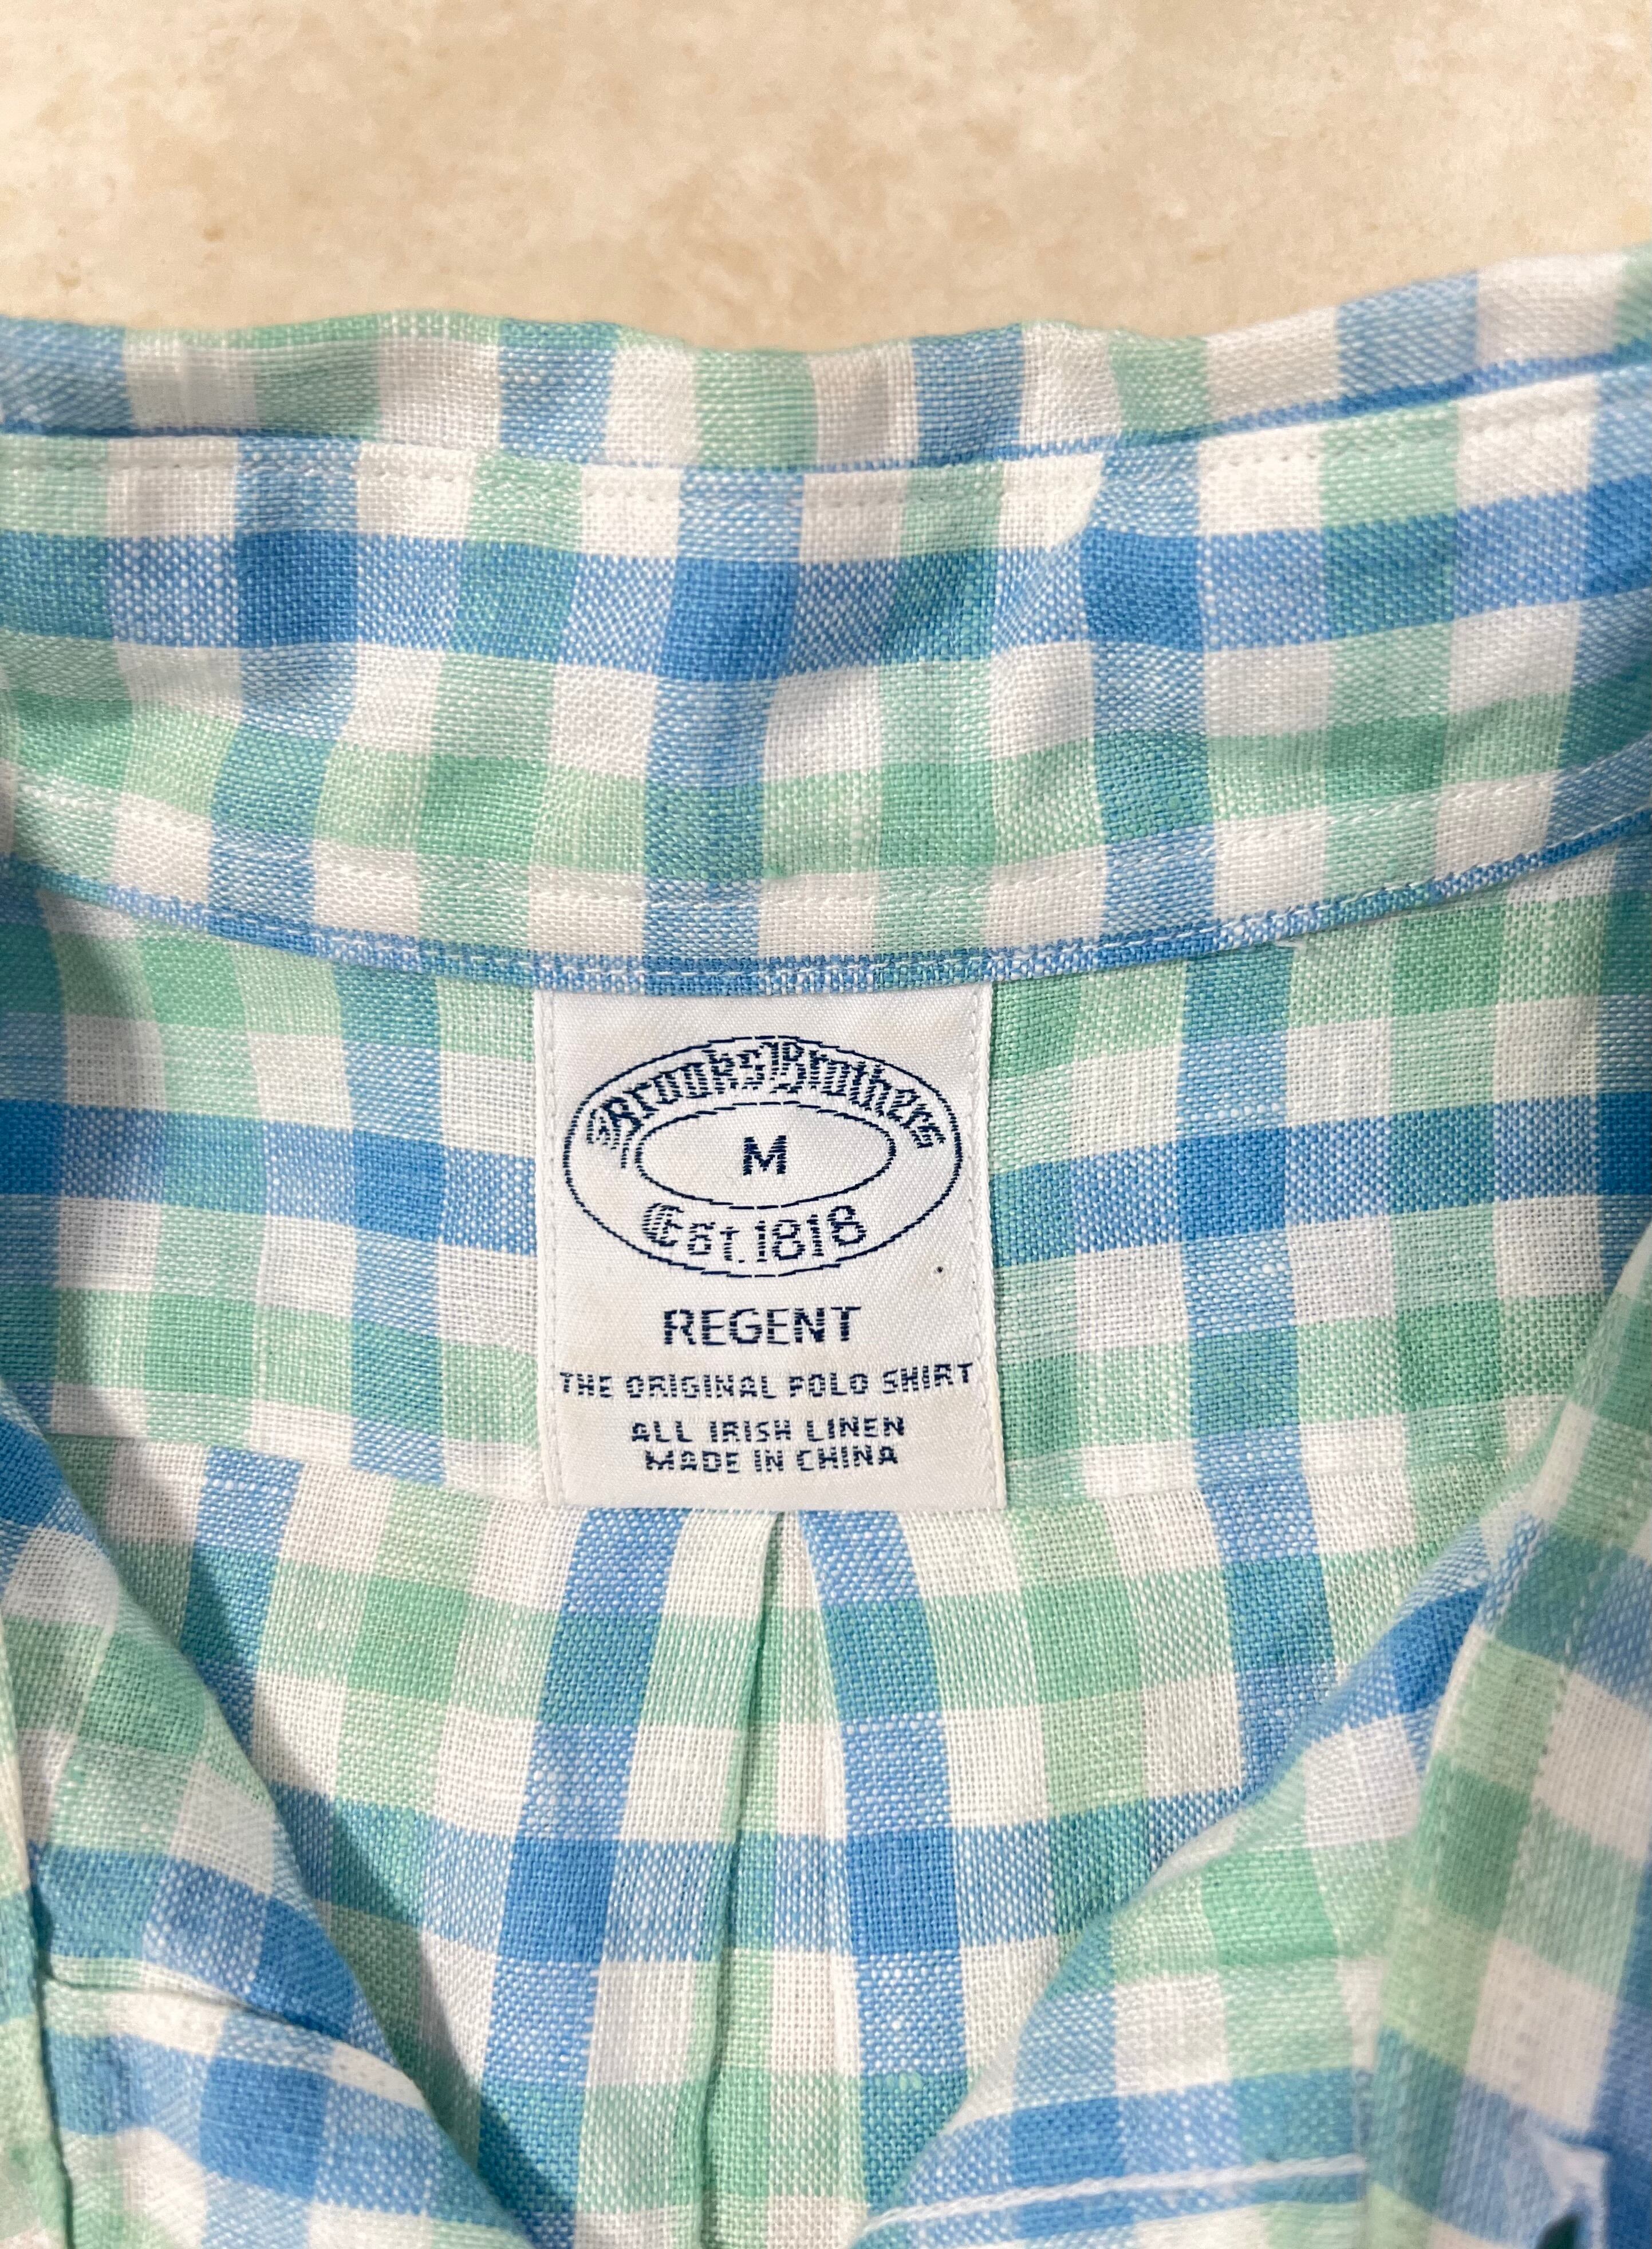 Brooks Brothers
M
Est. 1818
REGENT
THE ORIGINAL POLO SHIRT
ALL IRISH LINEN
MADE IN CHINA